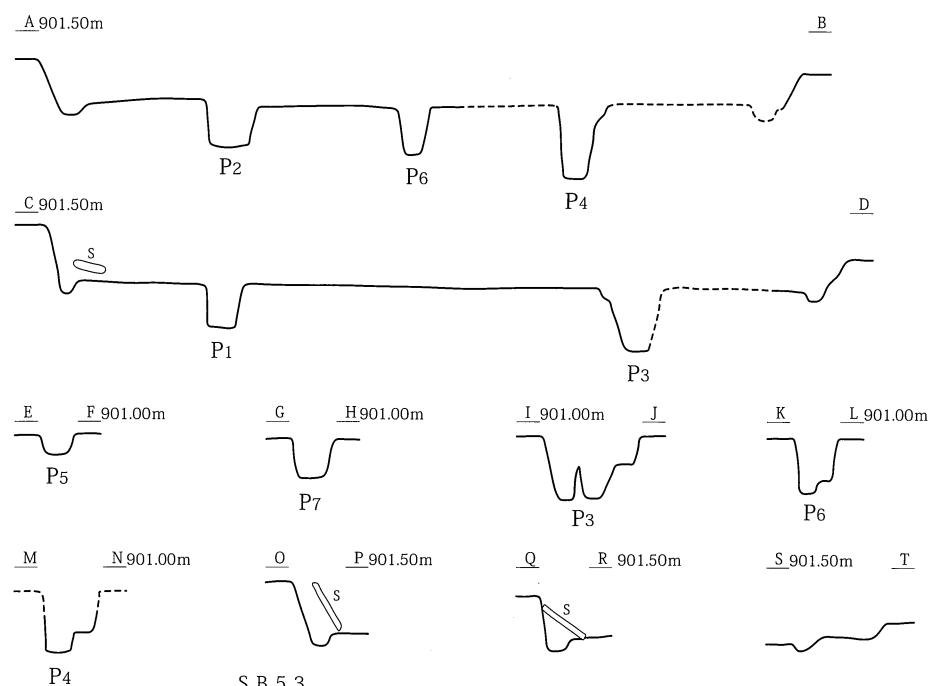 A 901.50m B
P2 P6 P4
C 901.50m D
S
P1
P3
E F 901.00m G H 901.00m I 901.00m J K L 901.00m
P5 P7 P3 P6
M N 901.00m O P 901.50m Q R 901.50m S 901.50m T
S S
P4
SB53